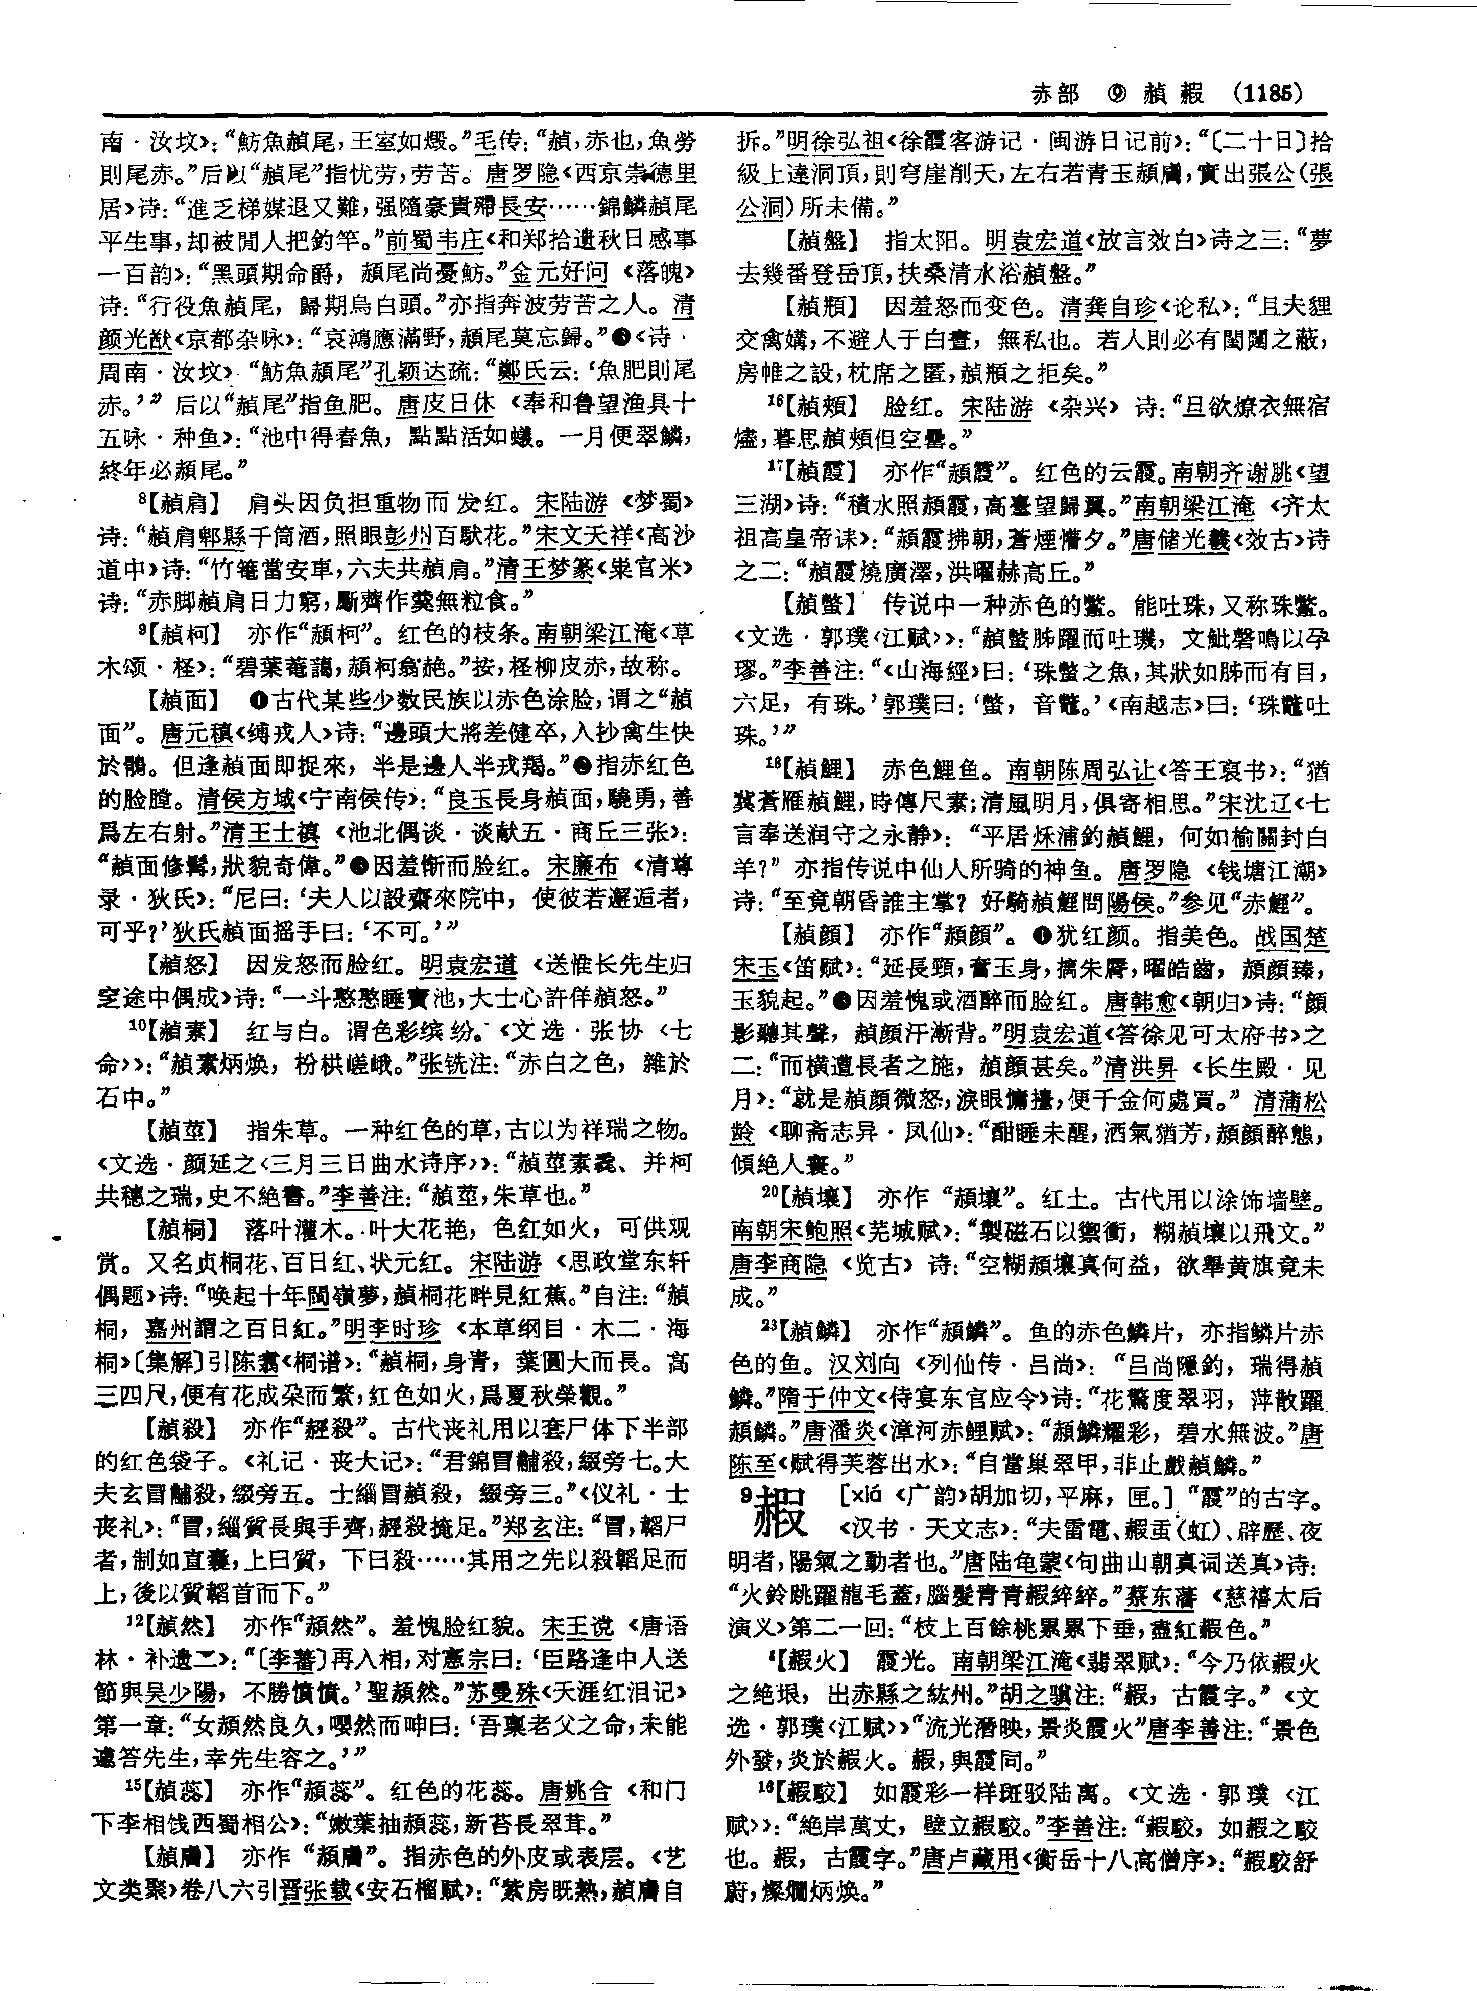 赤部 ⑨ 赬 赮 (1185)
南·汝坟》：“魴魚赬尾，王室如燬。”毛传：“赬，赤也，魚勞
則尾赤。”后以“赬尾”指忧劳，劳苦。唐罗隐《西京崇德里
居》诗：“進乏梯媒退又難，强隨豪貴殢長安……錦鱗赬尾
平生事，却被閒人把釣竿。”前蜀韦庄《和郑拾遗秋日感事
一百韵》：“黑頭期命爵，赪尾尚憂魴。”金元好问《落魄》
诗：“行役魚赬尾，歸期烏白頭。”亦指奔波劳苦之人。清
颜光猷《京都杂咏》：“哀鴻應滿野，赪尾莫忘歸。”❷《诗·
周南·汝坟》“魴魚赪尾”孔颖达疏：“鄭氏云：‘魚肥則尾
赤。’”后以“赬尾”指鱼肥。唐皮日休《奉和鲁望渔具十
五咏·种鱼》：“池中得春魚，點點活如蟻。一月便翠鱗，
終年必赪尾。”
8【赬肩】 肩头因负担重物而发红。宋陆游《梦蜀》
诗：“赬肩郫縣千筒酒，照眼彭州百馱花。”宋文天祥《高沙
道中》诗：“竹篭當安車，六夫共赬肩。”清王梦篆《粜官米》
诗：“赤脚赬肩日力窮，斷虀作羹無粒食。”
9【赬柯】 亦作“赪柯”。红色的枝条。南朝梁江淹《草
木颂·柽》：“碧葉菴藹，赪柯翕赩。”按，柽柳皮赤，故称。
【赬面】 ❶古代某些少数民族以赤色涂脸，谓之“赬
面”。唐元稹《缚戎人》诗：“邊頭大將差健卒，入抄禽生快
於鶻。但逢赬面即捉來，半是邊人半戎羯。”❷指赤红色
的脸膛。清侯方域《宁南侯传》：“良玉長身赬面，驍勇，善
爲左右射。”清王士禛《池北偶谈·谈献五·商丘三张》：
“赬面修髯，狀貌奇偉。”❸因羞惭而脸红。宋廉布《清尊
录·狄氏》：“尼曰：‘夫人以設齋來院中，使彼若邂逅者，
可乎？’狄氏赬面摇手曰：‘不可。’”
【赬怒】 因发怒而脸红。明袁宏道《送惟长先生归
窆途中偶成》诗：“一斗憨憨睡寶池，大士心許佯赬怒。”
10【赬素】 红与白。谓色彩缤纷。《文选·张协〈七
命〉》：“赬素炳焕，枌栱嵯峨。”张铣注：“赤白之色，雜於
石中。”
【赬莖】 指朱草。一种红色的草，古以为祥瑞之物。
《文选·颜延之〈三月三日曲水诗序〉》：“赬莖素毳、并柯
共穗之瑞，史不絶書。”李善注：“赬莖，朱草也。”
【赬桐】 落叶灌木。叶大花艳，色红如火，可供观
赏。又名贞桐花、百日红、状元红。宋陆游《思政堂东轩
偶题》诗：“唤起十年閩嶺夢，赬桐花畔見紅蕉。”自注：“赬
桐，嘉州謂之百日紅。”明李时珍《本草纲目·木二·海
桐》〔集解〕引陈翥《桐谱》：“赬桐，身青，葉圓大而長。高
三四尺，便有花成朵而繁，紅色如火，爲夏秋榮觀。”
【赬殺】 亦作“䞓殺”。古代丧礼用以套尸体下半部
的红色袋子。《礼记·丧大记》：“君錦冒黼殺，綴旁七。大
夫玄冒黼殺，綴旁五。士緇冒赬殺，綴旁三。”《仪礼·士
丧礼》：“冒，緇質長與手齊，䞓殺掩足。”郑玄注：“冒，韜尸
者，制如直囊，上曰質，下曰殺……其用之先以殺韜足而
上，後以質韜首而下。”
12【赬然】 亦作“赪然”。羞愧脸红貌。宋王谠《唐语
林·补遗二》：“〔李蕃〕再入相，对憲宗曰：‘臣路逢中人送
節與吴少陽，不勝憤憤。’聖赪然。”苏曼殊《天涯红泪记》
第一章：“女赪然良久，嚶然而呻曰：‘吾稟老父之命，未能
遽答先生，幸先生容之。’”
15【赬蕊】 亦作“赪蕊”。红色的花蕊。唐姚合《和门
下李相饯西蜀相公》：“嫩葉抽赪蕊，新苔長翠茸。”
【赬膚】 亦作“赪膚”。指赤色的外皮或表层。《艺
文类聚》卷八六引晋张载《安石榴赋》：“紫房既熟，赬膚自
拆。”明徐弘祖《徐霞客游记·闽游日记前》：“〔二十日〕拾
級上達洞頂，則穹崖削天，左右若青玉赪膚，實出張公（張
公洞）所未備。”
【赬盤】 指太阳。明袁宏道《放言效白》诗之三：“夢
去幾番登岳頂，扶桑清水浴赬盤。”
【赬頩】 因羞怒而变色。清龚自珍《论私》：“且夫貍
交禽媾，不避人于白晝，無私也。若人則必有閨闥之蔽，
房帷之設，枕席之匿，赬頩之拒矣。”
16【赬頰】 脸红。宋陆游《杂兴》诗：“且欲燎衣無宿
燼，暮思赬頰但空罍。”
17【赬霞】 亦作“赪霞”。红色的云霞。南朝齐谢朓《望
三湖》诗：“積水照赪霞，高臺望歸翼。”南朝梁江淹《齐太
祖高皇帝诔》：“赪霞拂朝，蒼煙懵夕。”唐储光羲《效古》诗
之二：“赬霞燒廣澤，洪曜赫高丘。”
【赬蟞】 传说中一种赤色的鳖。能吐珠，又称珠鳖。
《文选·郭璞〈江赋〉》：“赬蟞胏躍而吐璣，文魮磬鳴以孕
璆。”李善注：“《山海經》曰：‘珠蟞之魚，其狀如肺而有目，
六足，有珠。’郭璞曰：‘蟞，音鼈。’《南越志》曰：‘珠鼈吐
珠。’”
18【赬鯉】 赤色鲤鱼。南朝陈周弘让《答王裒书》：“猶
冀蒼雁赬鯉，時傳尺素；清風明月，俱寄相思。”宋沈辽《七
言奉送润守之永静》：“平居烁浦釣赬鯉，何如榆關封白
羊？”亦指传说中仙人所骑的神鱼。唐罗隐《钱塘江潮》
诗：“至竟朝昏誰主掌？好騎赬鯉問陽侯。”参见“赤鯉”。
【赬顔】 亦作“赪顔”。❶犹红颜。指美色。战国楚
宋玉《笛赋》：“延長頸，奮玉身，摛朱脣，曜皓齒，赪顔臻，
玉貌起。”❷因羞愧或酒醉而脸红。唐韩愈《朝归》诗：“顔
影聽其聲，赬顔汗漸背。”明袁宏道《答徐见可太府书》之
二：“而横遭長者之施，赬顔甚矣。”清洪昇《长生殿·见
月》：“就是赬顔微怒，淚眼慵擡，便千金何處買。”清蒲松
龄《聊斋志异·凤仙》：“酣睡未醒，洒氣猶芳，赪顔醉態，
傾絶人寰。”
20【赬壤】 亦作“赪壤”。红土。古代用以涂饰墙壁。
南朝宋鲍照《芜城赋》：“製磁石以禦衝，糊赬壤以飛文。”
唐李商隐《览古》诗：“空糊赪壤真何益，欲舉黄旗竟未
成。”
23【赬鱗】 亦作“赪鱗”。鱼的赤色鳞片，亦指鳞片赤
色的鱼。汉刘向《列仙传·吕尚》：“吕尚隱釣，瑞得赬
鱗。”隋于仲文《侍宴东宫应令》诗：“花驚度翠羽，萍散躍
赪鱗。”唐潘炎《漳河赤鲤赋》：“赪鱗耀彩，碧水無波。”唐
陈至《赋得芙蓉出水》：“自當巢翠甲，非止戲赬鱗。”
9赮 [xiá《广韵》胡加切，平麻，匣。]“霞”的古字。
《汉书·天文志》：“夫雷電、赮䖝（虹）、辟歷、夜
明者，陽氣之動者也。”唐陆龟蒙《句曲山朝真词送真》诗：
“火鈴跳躍龍毛蓋，腦髮青青赮綷綷。”蔡东藩《慈禧太后
演义》第二一回：“枝上百餘桃累累下垂，盡紅赮色。”
4【赮火】 霞光。南朝梁江淹《翡翠赋》：“今乃依赮火
之絶垠，出赤縣之紘州。”胡之骥注：“赮，古霞字。”《文
选·郭璞〈江赋〉》“流光潛映，景炎霞火”唐李善注：“景色
外發，炎於赮火。赮，與霞同。”
16【赮駮】 如霞彩一样斑驳陆离。《文选·郭璞〈江
赋〉》：“絶岸萬丈，壁立赮駮。”李善注：“赮駮，如赮之駮
也。赮，古霞字。”唐卢藏用《衡岳十八高僧序》：“赮駮舒
蔚，燦爛炳焕。”